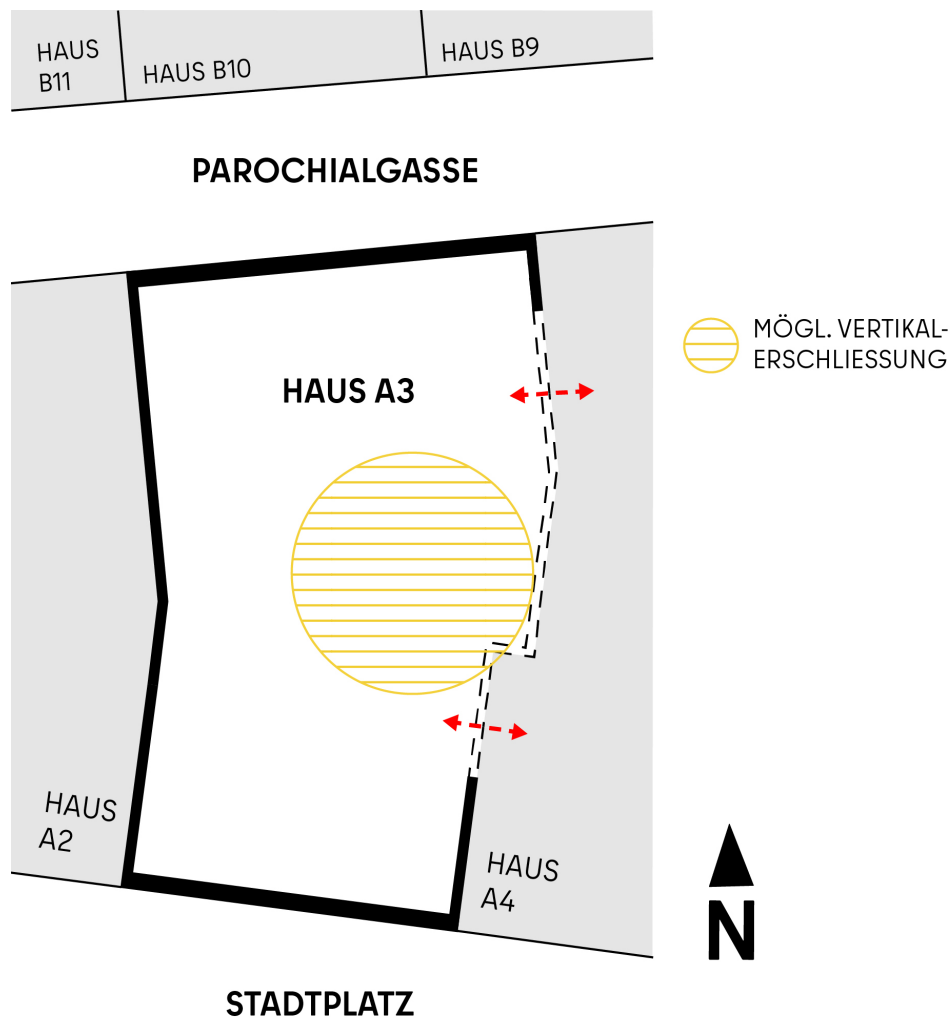 HAUS
B11
HAUS B10
HAUS B9
PAROCHIALGASSE
MÖGL. VERTIKAL-
ERSCHLIESSUNG
HAUS A3
HAUS
A2
HAUS
A4
N
STADTPLATZ